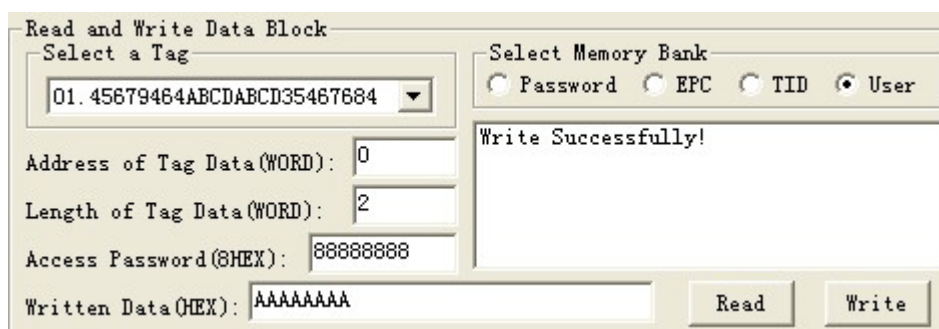 Read and Write Data Block
Select a Tag
01.45679464ABCDABCD35467684
Address of Tag Data(WORD): 0
Length of Tag Data(WORD): 2
Access Password(8HEX): 88888888
Written Data(HEX): AAAAAAAA
Select Memory Bank
Password EPC TID User
Write Successfully!
Read Write